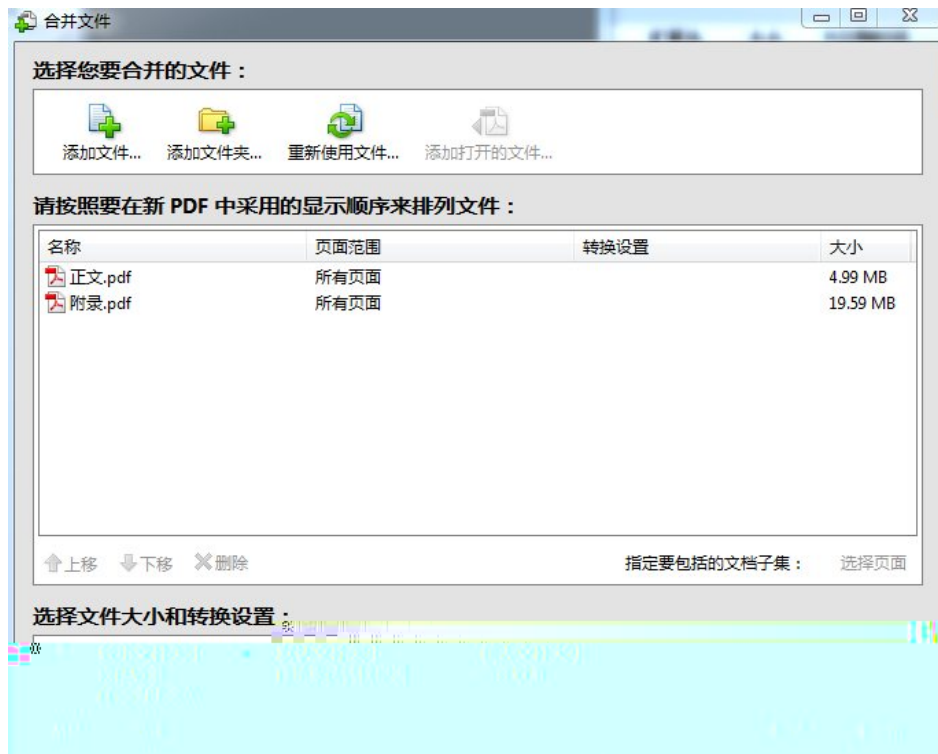 合并文件
选择您要合并的文件：
添加文件... 添加文件夹... 重新使用文件... 添加打开的文件...
请按照要在新 PDF 中采用的显示顺序来排列文件：
名称 页面范围 转换设置 大小
正文.pdf 所有页面 4.99 MB
附录.pdf 所有页面 19.59 MB
上移 下移 删除 指定要包括的文档子集： 选择页面
选择文件大小和转换设置：